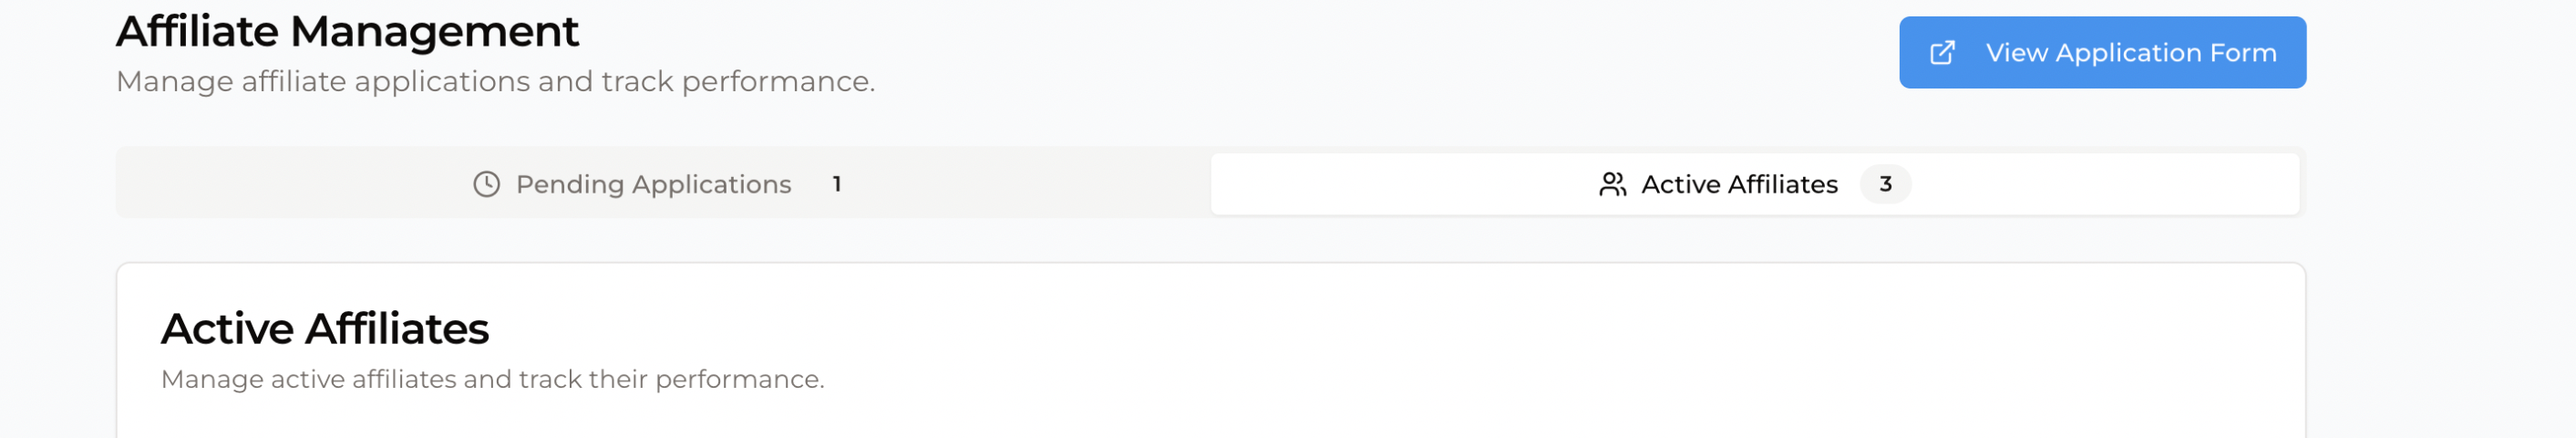 Affiliate Management
View Application Form
Manage affiliate applications and track performance.
Pending Applications 1
Active Affiliates 3
Active Affiliates
Manage active affiliates and track their performance.